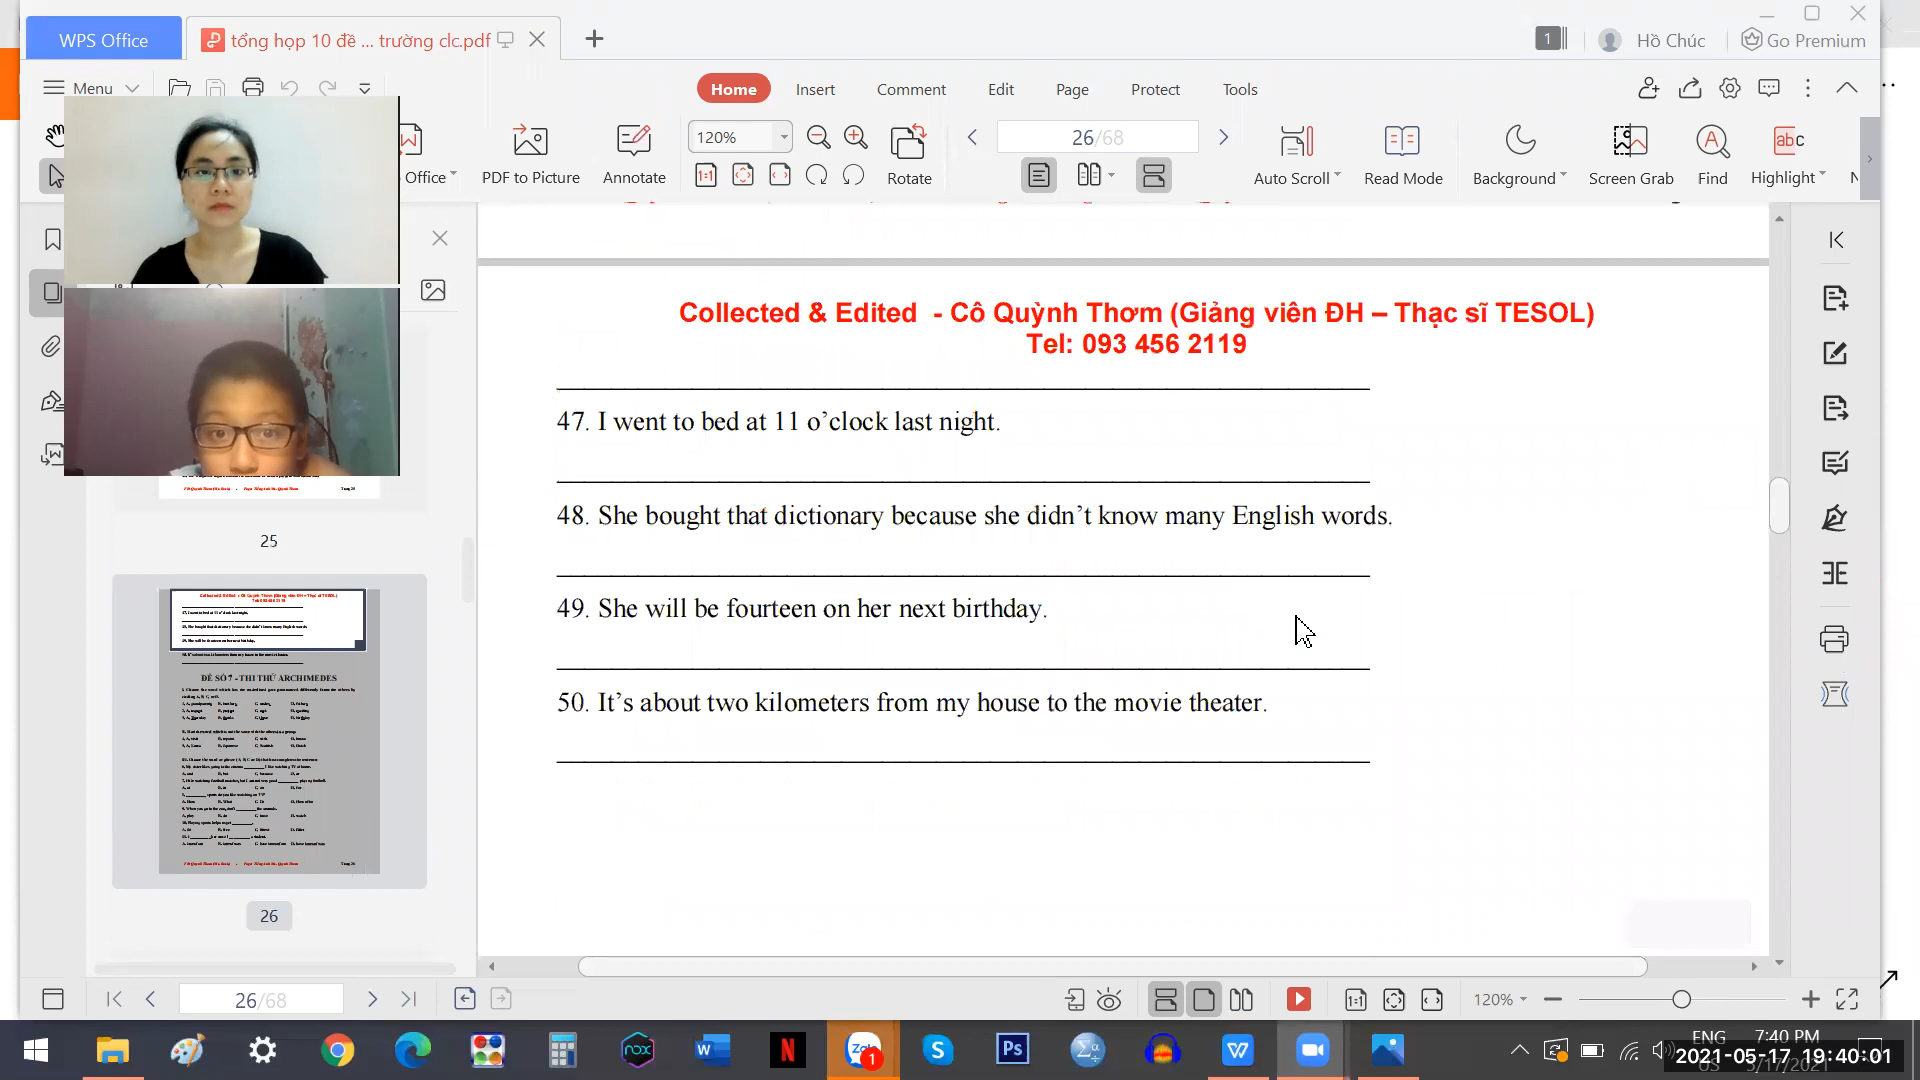 WPS Office
tổng hợp 10 đề ... trường clc.pdf
1
Hồ Chúc
Go Premium
Menu
Home
Insert
Comment
Edit
Page
Protect
Tools
Office
PDF to Picture
Annotate
120%
Rotate
26/68
Auto Scroll
Read Mode
Background
Screen Grab
Find
Highlight
Collected & Edited - Cô Quỳnh Thơm (Giảng viên ĐH – Thạc sĩ TESOL)
Tel: 093 456 2119
47. I went to bed at 11 o’clock last night.
48. She bought that dictionary because she didn’t know many English words.
49. She will be fourteen on her next birthday.
50. It’s about two kilometers from my house to the movie theater.
25
ĐỀ SỐ 7 - THI THỬ ARCHIMEDES
26
26/68
120%
ENG
7:40 PM
2021-05-17 19:40:01